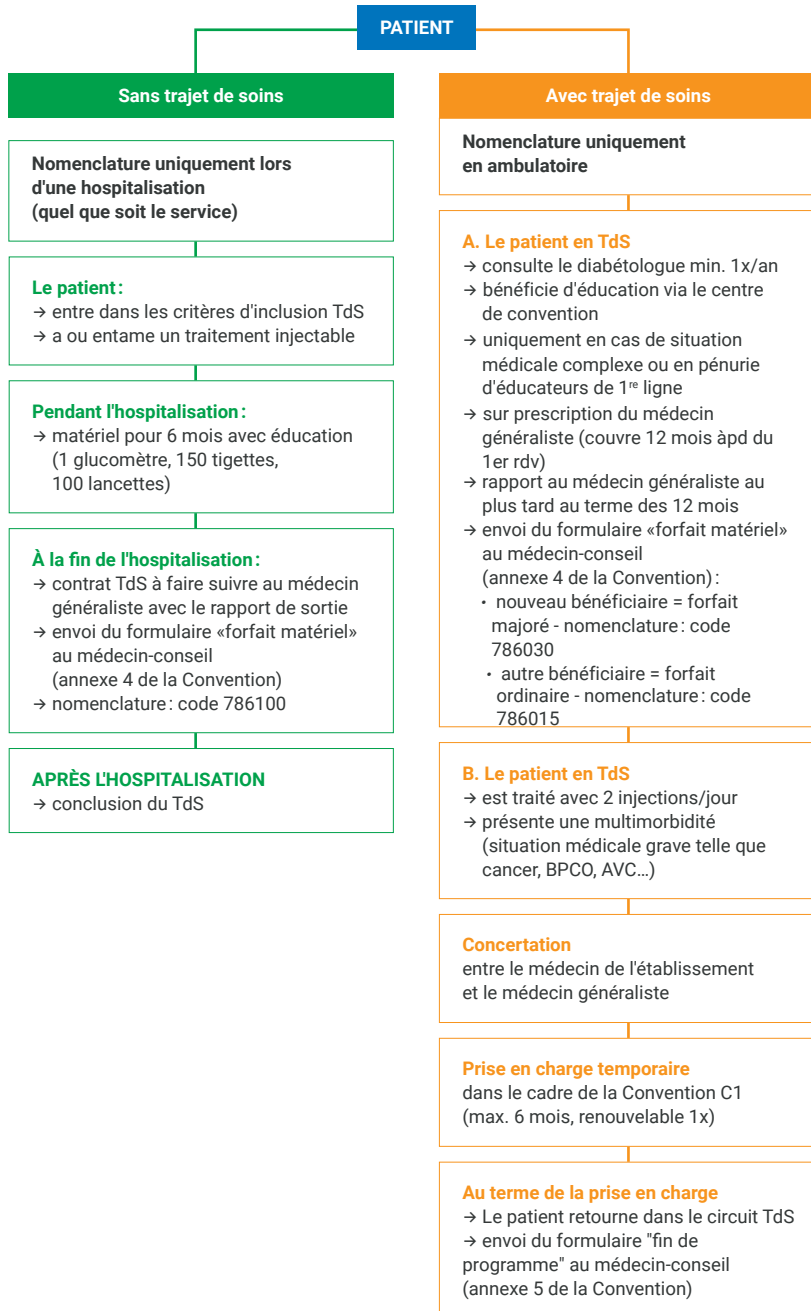 PATIENT
Sans trajet de soins
Nomenclature uniquement lors
d'une hospitalisation
(quel que soit le service)
Le patient :
→ entre dans les critères d'inclusion TdS
→ a ou entame un traitement injectable
Pendant l'hospitalisation :
→ matériel pour 6 mois avec éducation
(1 glucomètre, 150 tigettes,
100 lancettes)
À la fin de l'hospitalisation :
→ contrat TdS à faire suivre au médecin
généraliste avec le rapport de sortie
→ envoi du formulaire «forfait matériel»
au médecin-conseil
(annexe 4 de la Convention)
→ nomenclature : code 786100
APRÈS L'HOSPITALISATION
→ conclusion du TdS
Avec trajet de soins
Nomenclature uniquement
en ambulatoire
A. Le patient en TdS
→ consulte le diabétologue min. 1x/an
→ bénéficie d'éducation via le centre
de convention
→ uniquement en cas de situation
médicale complexe ou en pénurie
d'éducateurs de 1re ligne
→ sur prescription du médecin
généraliste (couvre 12 mois àpd du
1er rdv)
→ rapport au médecin généraliste au
plus tard au terme des 12 mois
→ envoi du formulaire «forfait matériel»
au médecin-conseil
(annexe 4 de la Convention) :
• nouveau bénéficiaire = forfait
majoré - nomenclature : code
786030
• autre bénéficiaire = forfait
ordinaire - nomenclature : code
786015
B. Le patient en TdS
→ est traité avec 2 injections/jour
→ présente une multimorbidité
(situation médicale grave telle que
cancer, BPCO, AVC…)
Concertation
entre le médecin de l'établissement
et le médecin généraliste
Prise en charge temporaire
dans le cadre de la Convention C1
(max. 6 mois, renouvelable 1x)
Au terme de la prise en charge
→ Le patient retourne dans le circuit TdS
→ envoi du formulaire "fin de
programme" au médecin-conseil
(annexe 5 de la Convention)